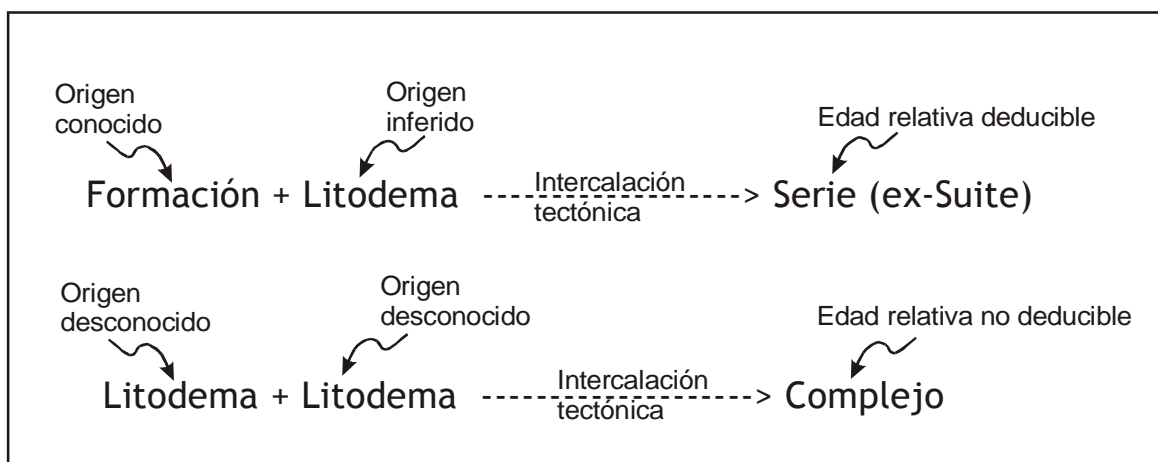 Origen
conocido
Origen
inferido
Edad relativa deducible
Formación + Litodema ----------------------> Serie (ex-Suite)
Intercalación
tectónica
Origen
desconocido
Origen
desconocido
Edad relativa no deducible
Litodema + Litodema ----------------------> Complejo
Intercalación
tectónica